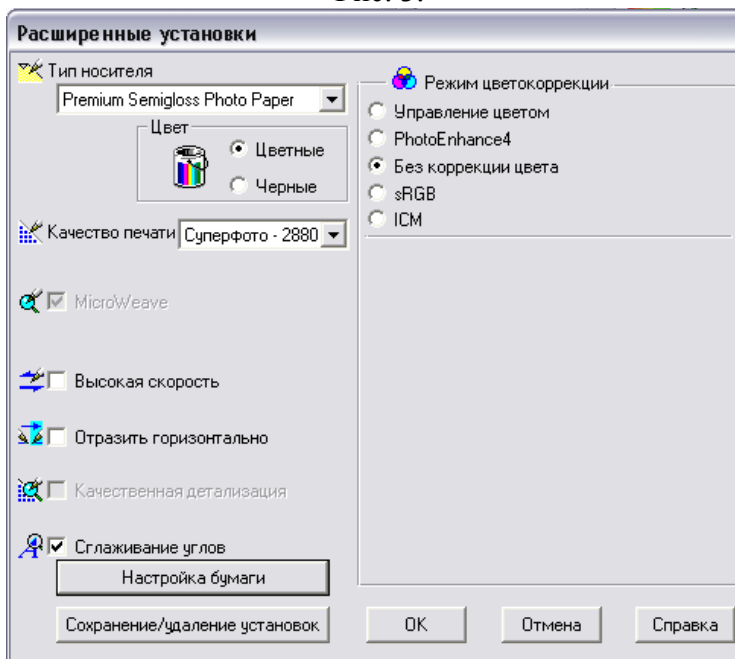 Расширенные установки
Тип носителя
Premium Semigloss Photo Paper
Цвет
Цветные
Черные
Качество печати Суперфото - 2880
MicroWeave
Высокая скорость
Отразить горизонтально
Качественная детализация
Сглаживание углов
Настройка бумаги
Сохранение/удаление установок
Режим цветокоррекции
Управление цветом
PhotoEnhance4
Без коррекции цвета
sRGB
ICM
OK
Отмена
Справка